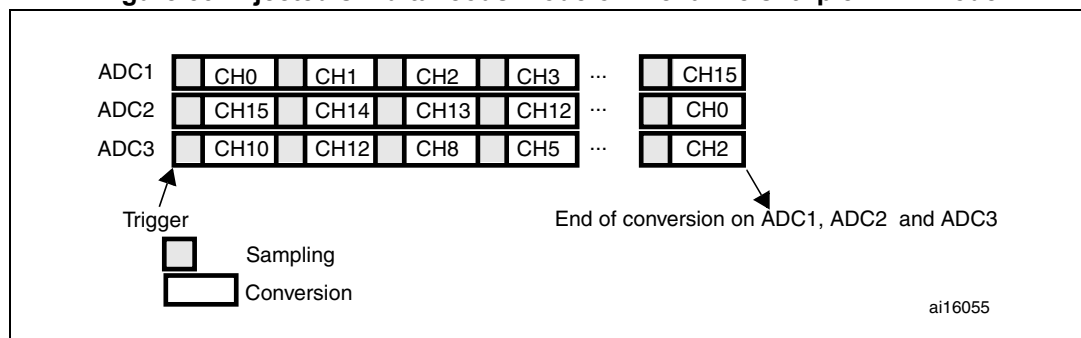 ADC1 CH0 CH1 CH2 CH3 ... CH15
ADC2 CH15 CH14 CH13 CH12 ... CH0
ADC3 CH10 CH12 CH8 CH5 ... CH2
Trigger
End of conversion on ADC1, ADC2 and ADC3
Sampling
Conversion
ai16055